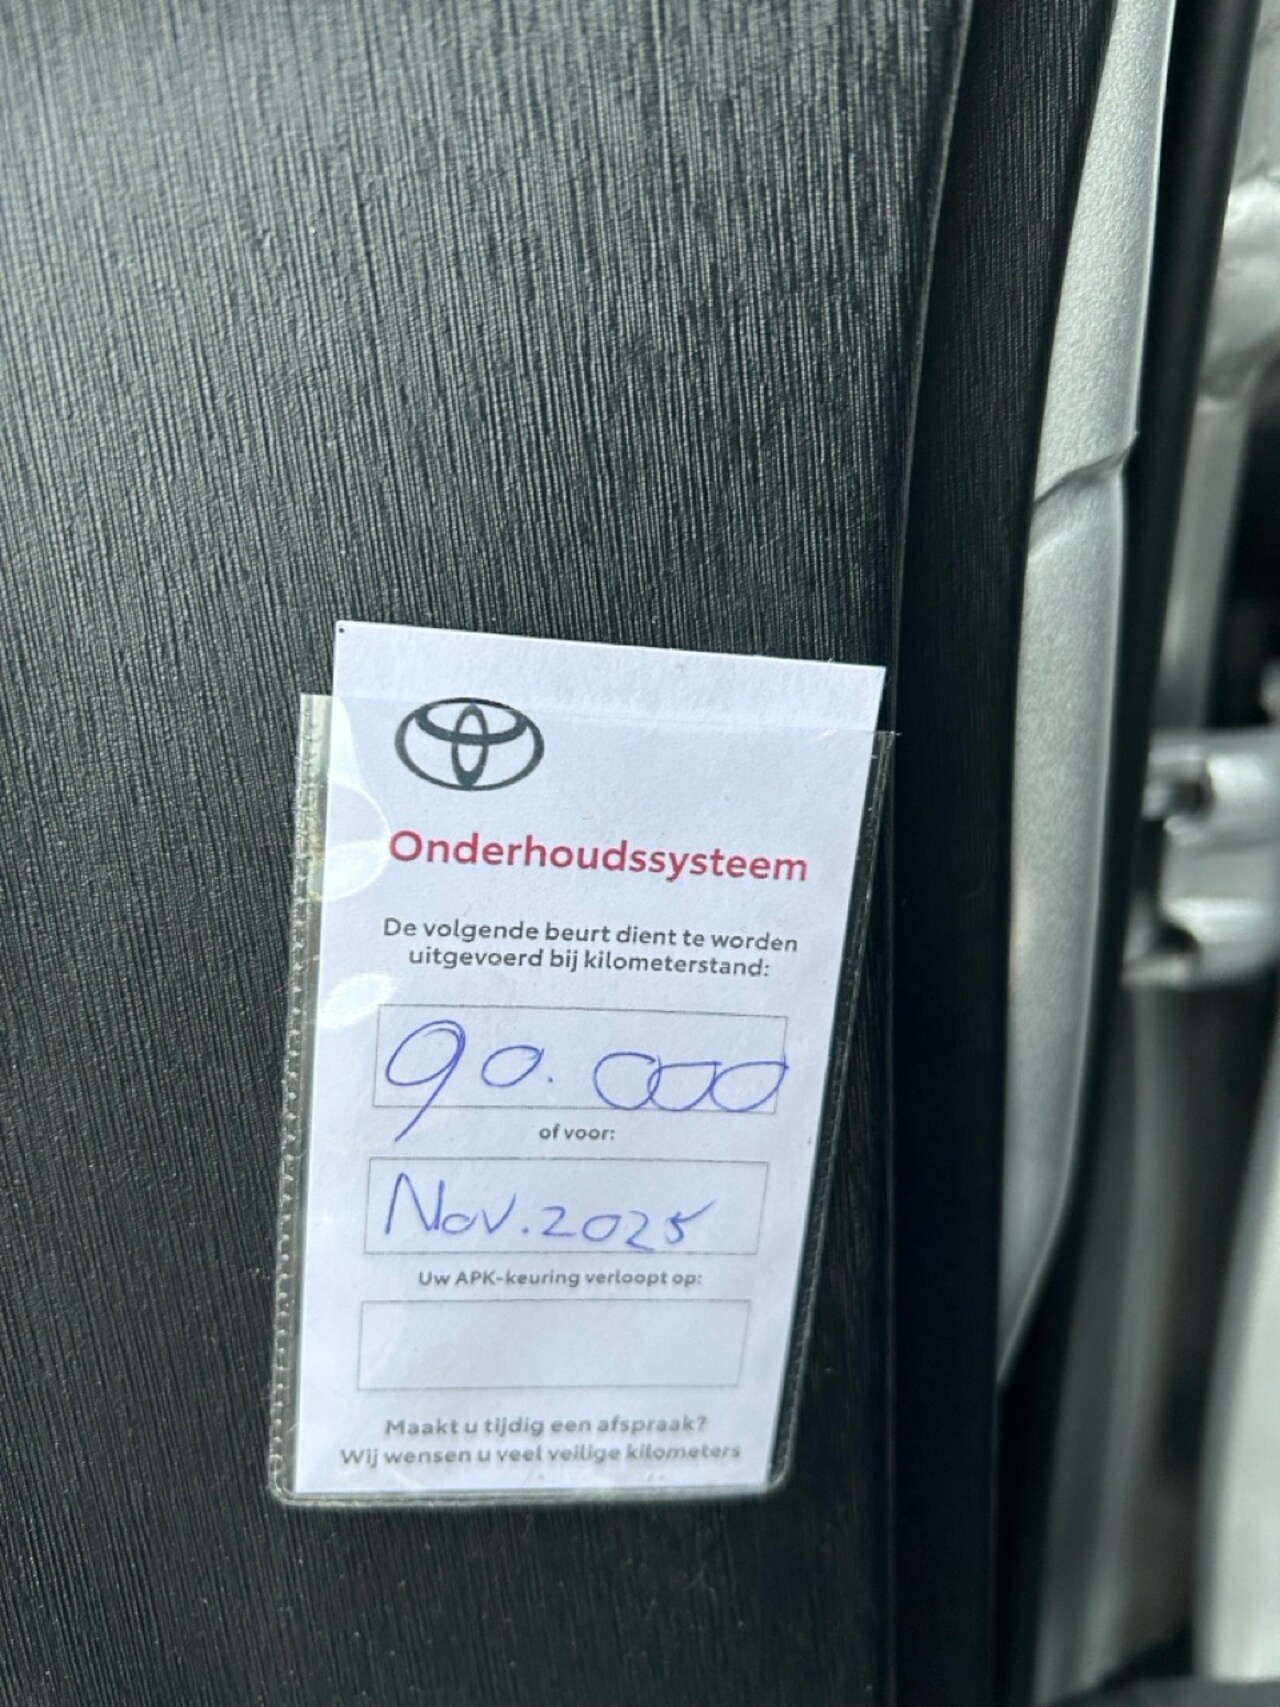 Onderhoudssysteem
De volgende beurt dient te worden
uitgevoerd bij kilometerstand:
90.000
of voor:
Nov. 2025
Uw APK-keuring verloopt op:
Maakt u tijdig een afspraak?
Wij wensen u veel veilige kilometers